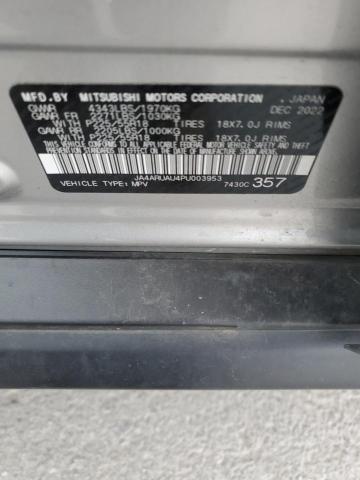 MFD.BY MITSUBISHI MOTORS CORPORATION , JAPAN
GVWR 4343LBS/1970KG DEC 2022
GAWR FR 2271LBS/1030KG
WITH P225/55R18 TIRES 18X7.0J RIMS
GAWR RR 2205LBS/1000KG
WITH P225/55R18 TIRES 18X7.0J RIMS
JA4ARUAU4PU003953
VEHICLE TYPE: MPV 7430C 357